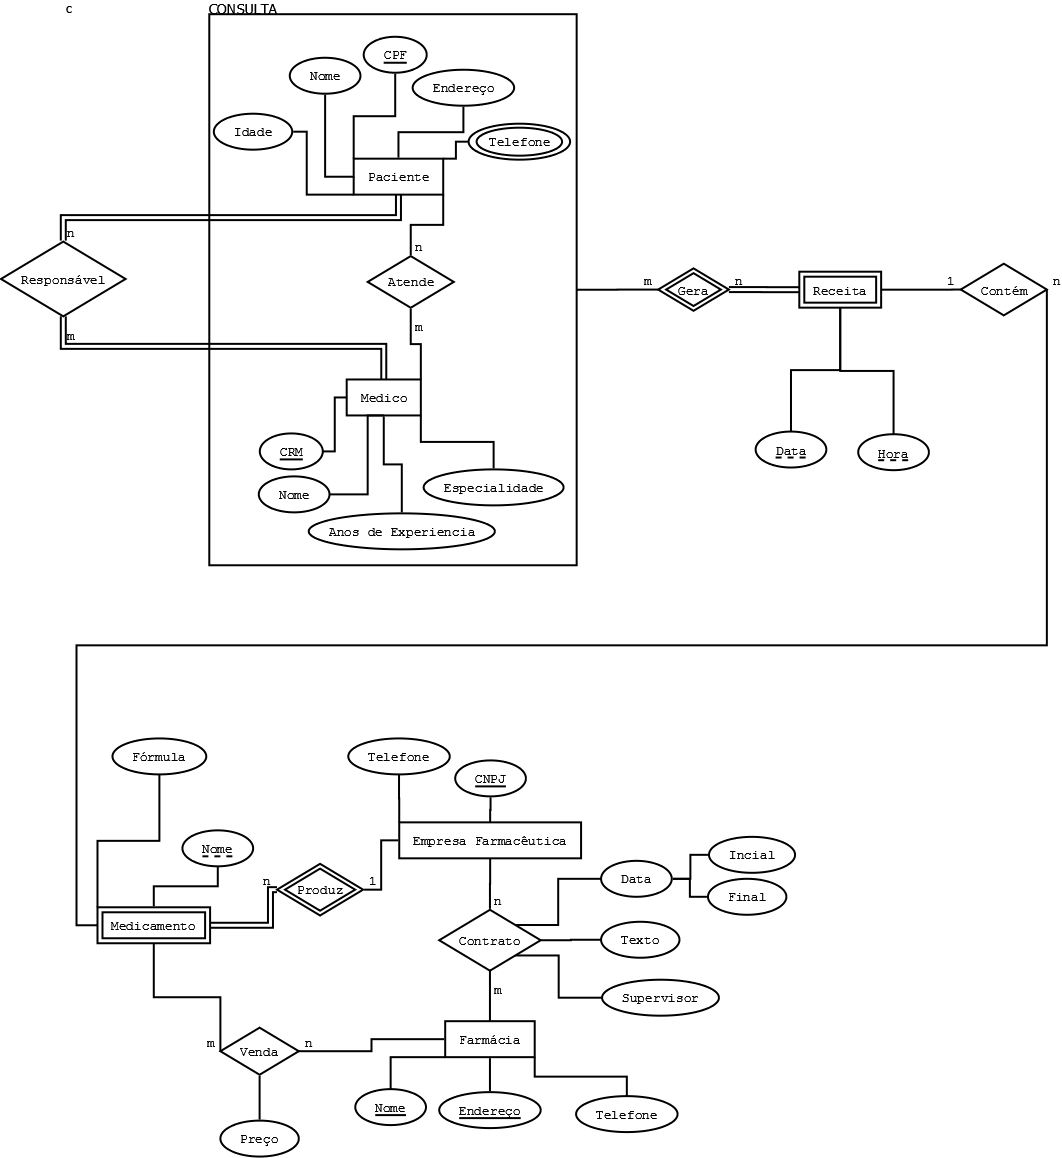 c
CONSULTA
CPF
Nome
Endereço
Idade
Telefone
Paciente
n
Responsável
m
n
Atende
m
Medico
CRM
Nome
Especialidade
Anos de Experiencia
m
Gera
n
Receita
1
Contém
n
Data
Hora
Fórmula
Telefone
CNPJ
Nome
Empresa Farmacêutica
n
Produz
1
Medicamento
Data
Incial
Final
n
Contrato
Texto
m
Supervisor
m
Venda
n
Farmácia
Preço
Nome
Endereço
Telefone